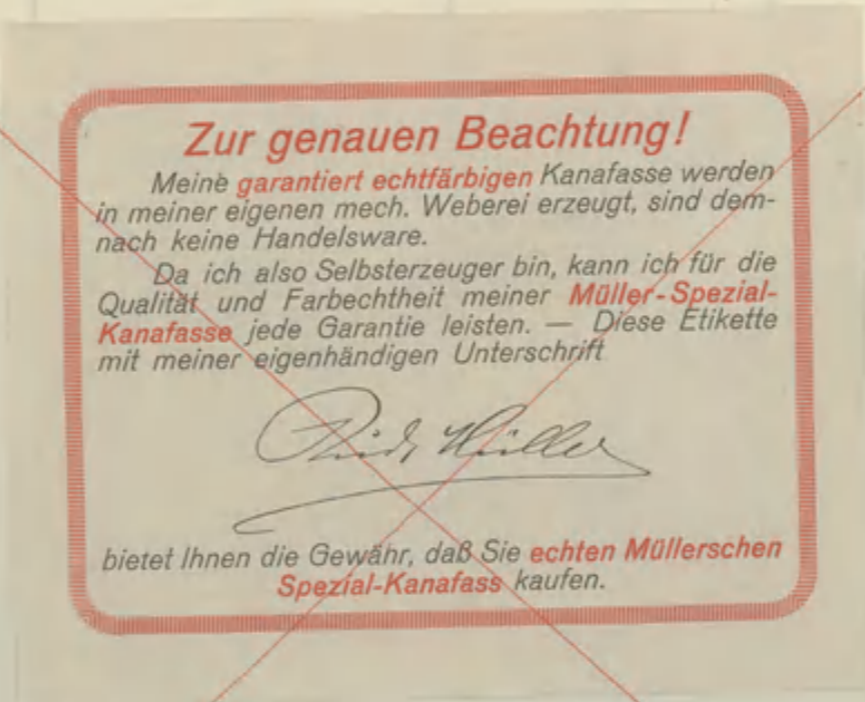 Zur genauen Beachtung!
Meine garantiert echtfärbigen Kanafasse werden
in meiner eigenen mech. Weberei erzeugt, sind dem-
nach keine Handelsware.
Da ich also Selbsterzeuger bin, kann ich für die
Qualität und Farbechtheit meiner Müller-Spezial-
Kanafasse jede Garantie leisten. — Diese Etikette
mit meiner eigenhändigen Unterschrift
Müller
bietet Ihnen die Gewähr, daß Sie echten Müllerschen
Spezial-Kanafass kaufen.